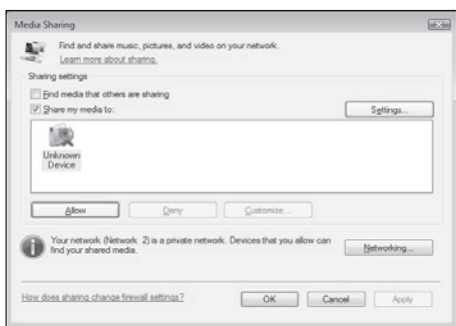 Media Sharing
Find and share music, pictures, and video on your network.
Learn more about sharing.
Sharing settings
Find media that others are sharing
Share my media to:
Settings...
Unknown
Device
Allow
Deny
Customize...
Your network (Network 2) is a private network. Devices that you allow can
find your shared media.
Networking...
How does sharing change firewall settings?
OK
Cancel
Apply